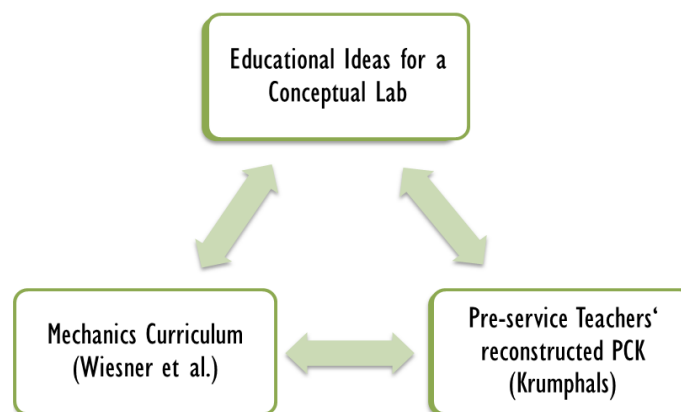 Educational Ideas for a
Conceptual Lab
Mechanics Curriculum
(Wiesner et al.)
Pre-service Teachers‘
reconstructed PCK
(Krumphals)